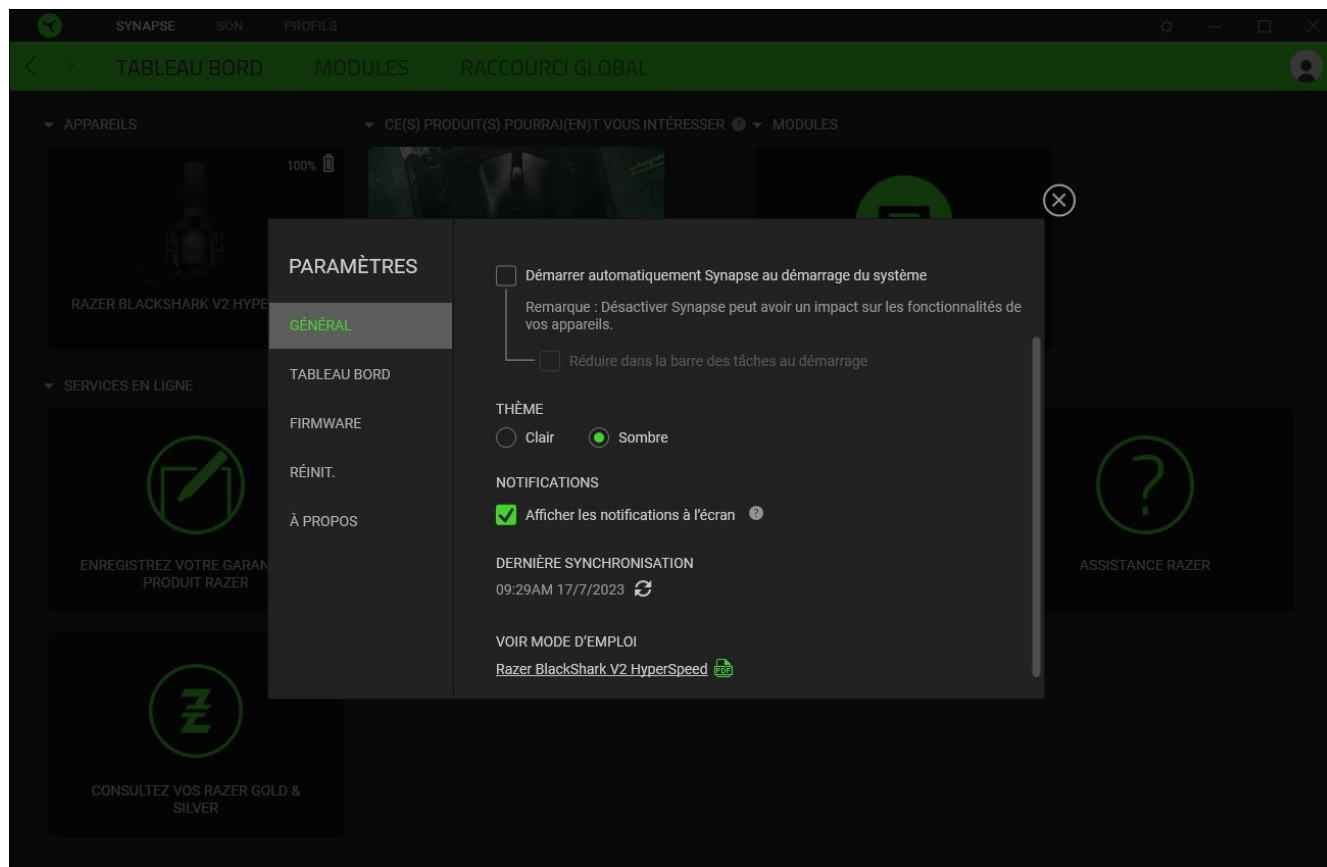 SYNAPSE SON PROFILS
TABLEAU BORD MODULES RACCOURCI GLOBAL
APPAREILS
CE(S) PRODUIT(S) POURRAI(EN)T VOUS INTÉRESSER
MODULES
100%
RAZER BLACKSHARK V2 HYPE
SERVICES EN LIGNE
ENREGISTREZ VOTRE GARAN
PRODUIT RAZER
CONSULTEZ VOS RAZER GOLD &
SILVER
ASSISTANCE RAZER
PARAMÈTRES
GÉNÉRAL
TABLEAU BORD
FIRMWARE
RÉINIT.
À PROPOS
Démarrer automatiquement Synapse au démarrage du système
Remarque : Désactiver Synapse peut avoir un impact sur les fonctionnalités de
vos appareils.
Réduire dans la barre des tâches au démarrage
THÈME
Clair Sombre
NOTIFICATIONS
Afficher les notifications à l'écran
DERNIÈRE SYNCHRONISATION
09:29AM 17/7/2023
VOIR MODE D'EMPLOI
Razer BlackShark V2 HyperSpeed PDF